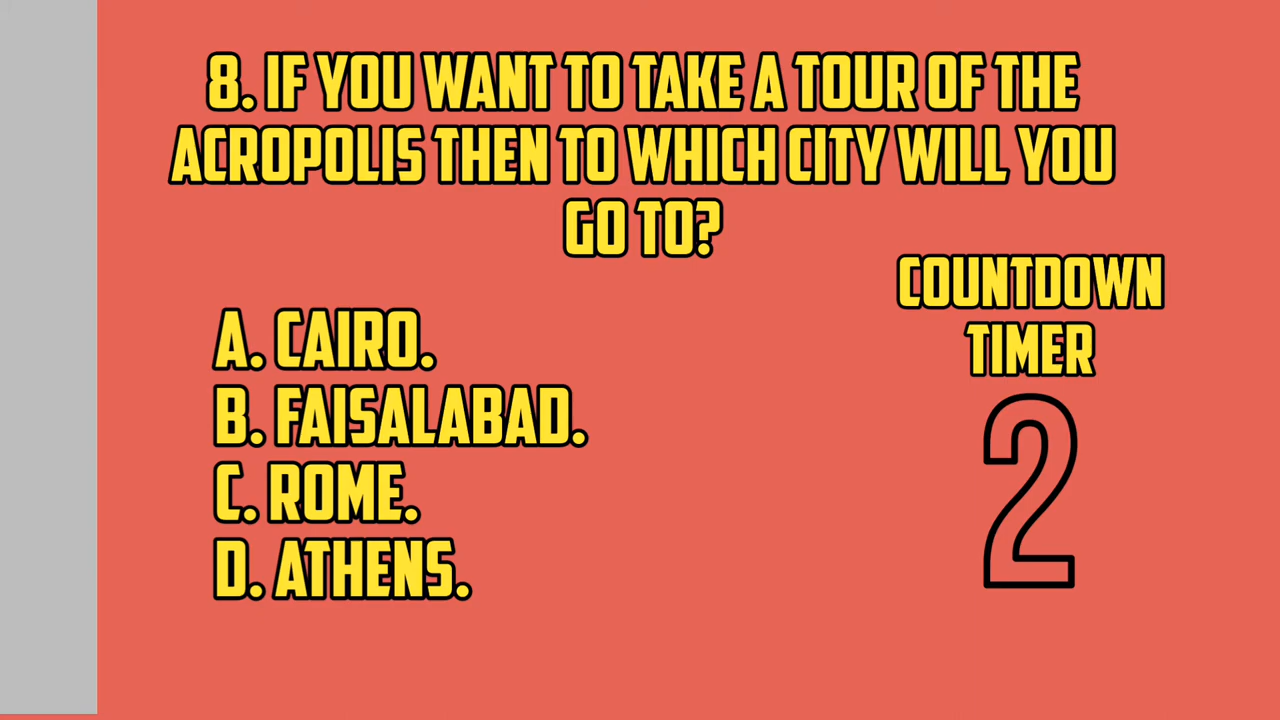 8. IF YOU WANT TO TAKE A TOUR OF THE
ACROPOLIS THEN TO WHICH CITY WILL YOU
GO TO?
COUNTDOWN
TIMER
2
A. CAIRO.
B. FAISALABAD.
C. ROME.
D. ATHENS.